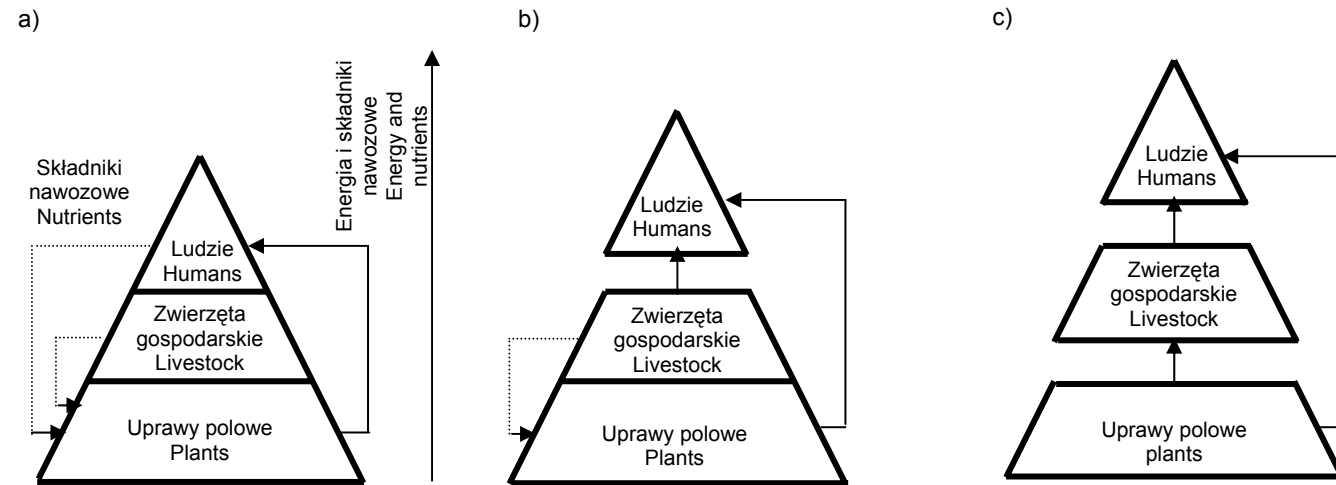 a)
Składniki
nawozowe
Nutrients
Ludzie
Humans
Zwierzęta
gospodarskie
Livestock
Uprawy polowe
Plants
Energia i składniki
nawozowe
Energy and
nutrients
b)
Ludzie
Humans
Zwierzęta
gospodarskie
Livestock
Uprawy polowe
Plants
c)
Ludzie
Humans
Zwierzęta
gospodarskie
Livestock
Uprawy polowe
plants